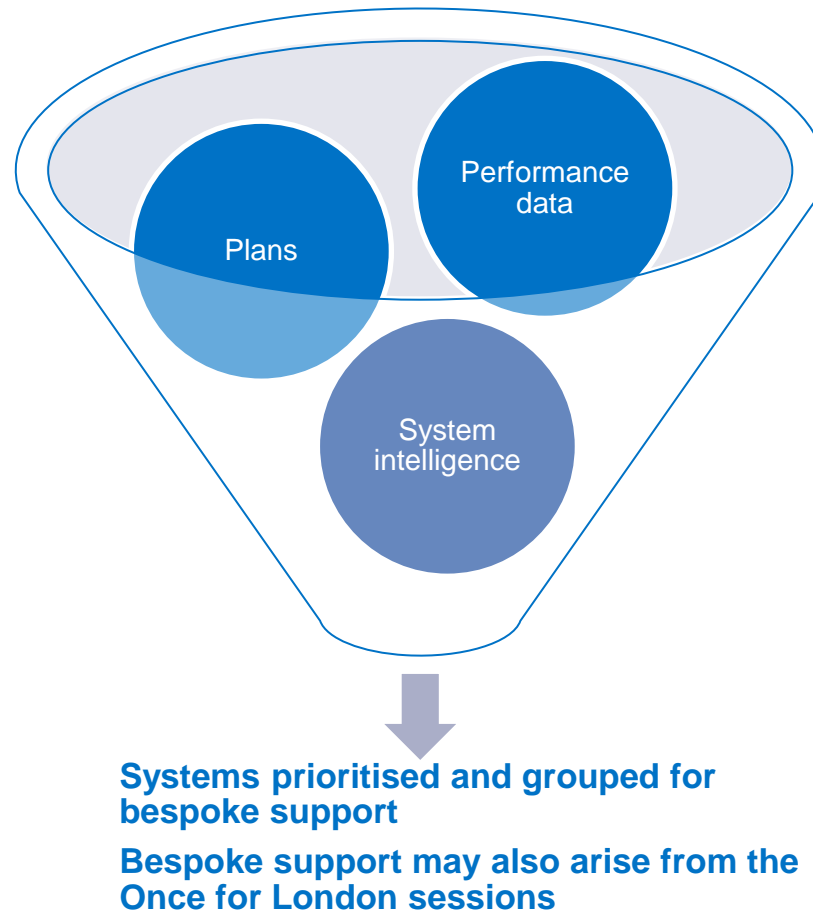 Performance
data
Plans
System
intelligence
Systems prioritised and grouped for
bespoke support
Bespoke support may also arise from the
Once for London sessions